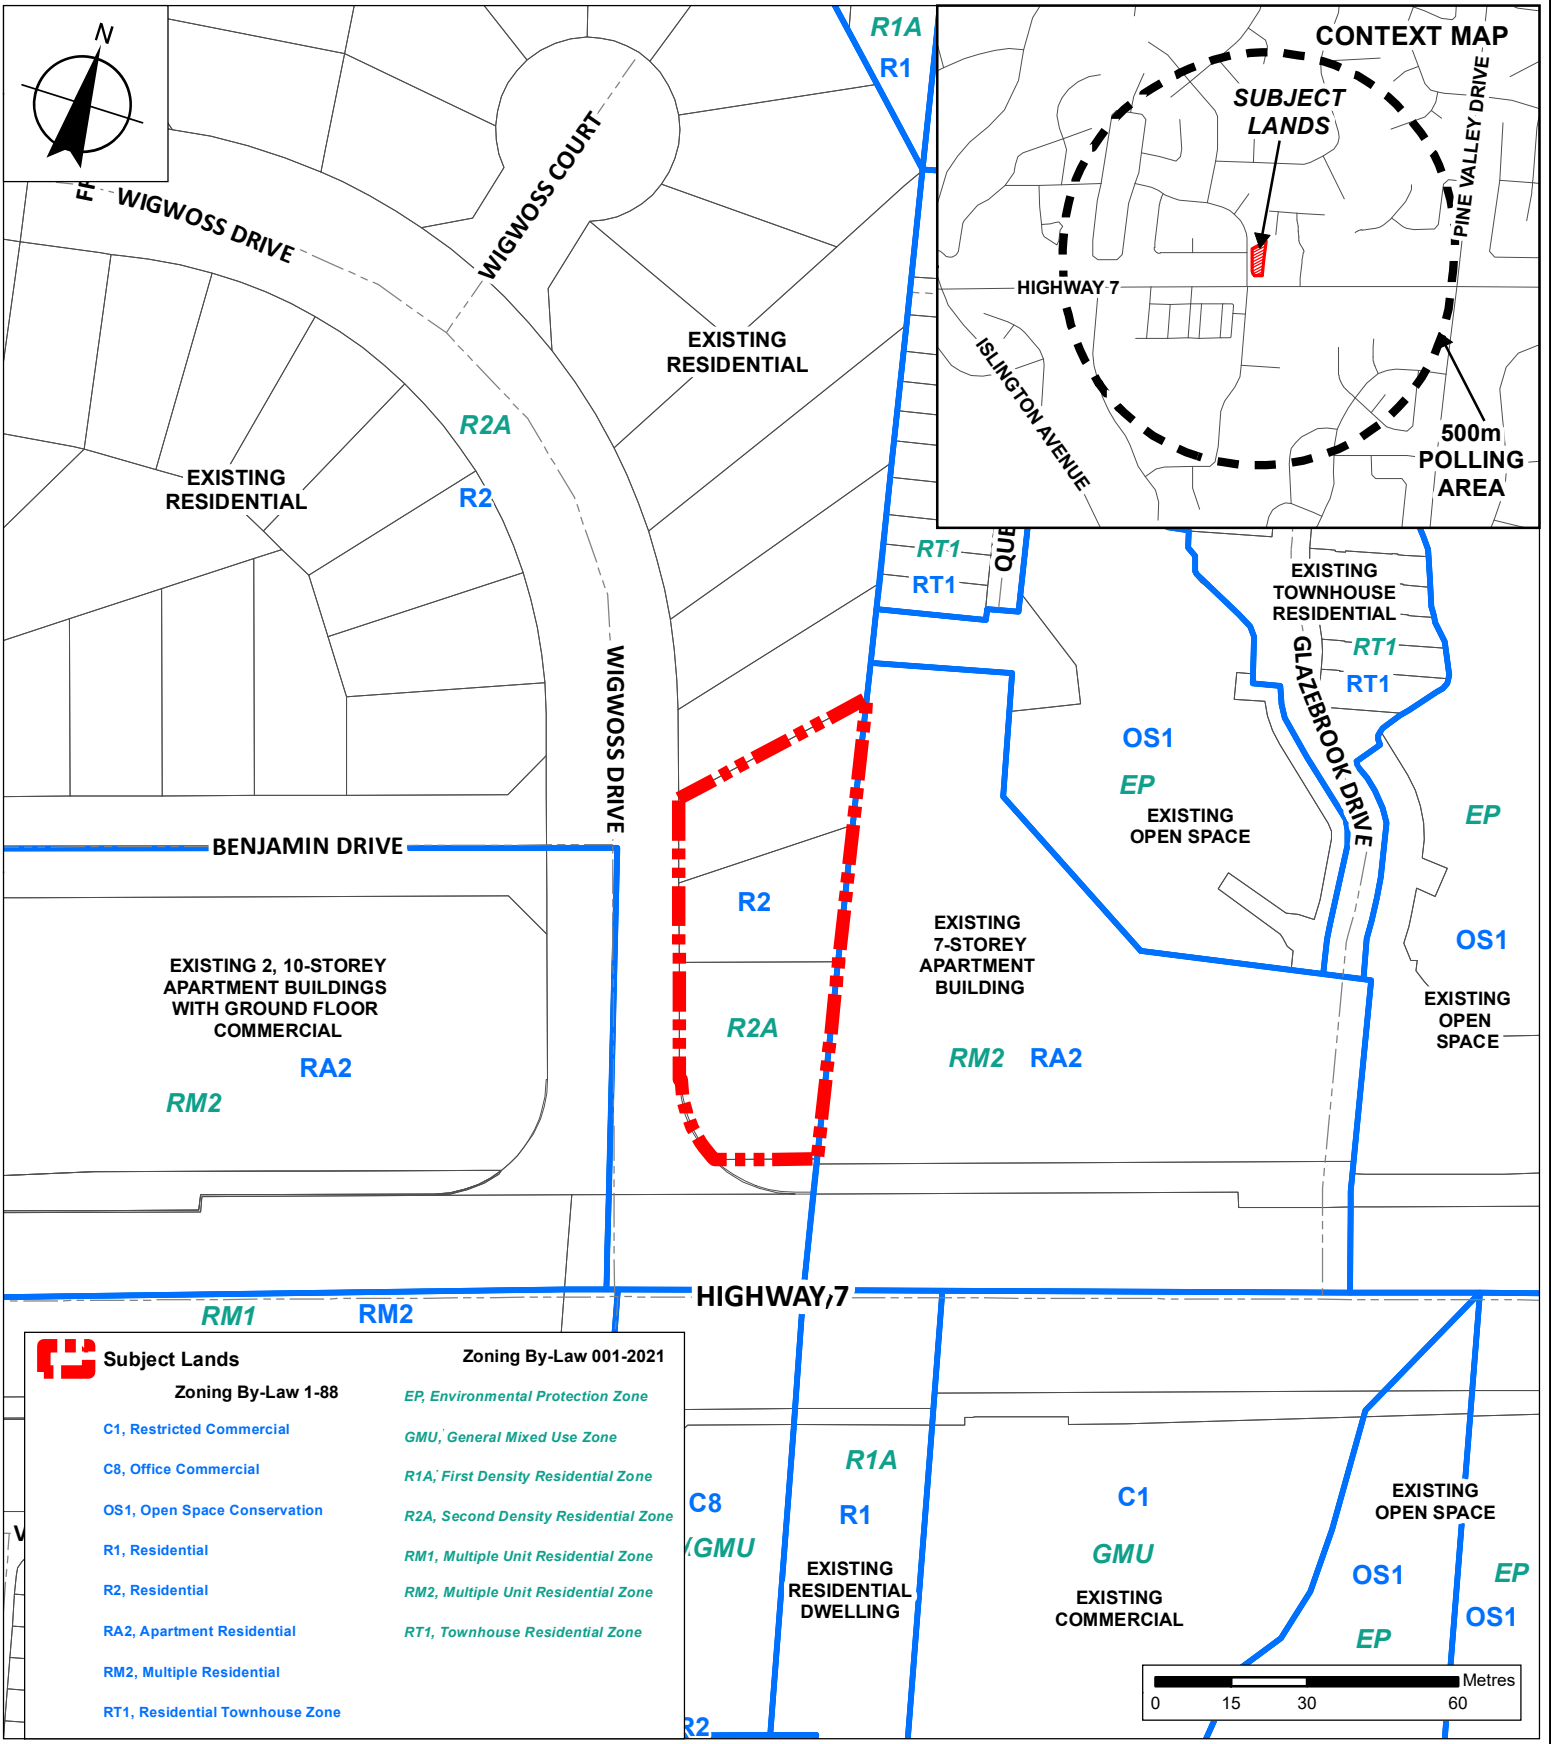 N
R1A
R1
CONTEXT MAP
SUBJECT
LANDS
PINE VALLEY DRIVE
HIGHWAY 7
ISLINGTON AVENUE
500m
POLLING
AREA
WIGWOSS DRIVE
WIGWOSS COURT
EXISTING
RESIDENTIAL
R2A
EXISTING
RESIDENTIAL
R2
RT1
RT1
QUE
EXISTING
TOWNHOUSE
RESIDENTIAL
RT1
RT1
GLAZEBROOK DRIVE
WIGWOSS DRIVE
OS1
EP
EXISTING
OPEN SPACE
EP
OS1
EXISTING
OPEN
SPACE
BENJAMIN DRIVE
R2
R2A
EXISTING
7-STOREY
APARTMENT
BUILDING
RM2 RA2
EXISTING 2, 10-STOREY
APARTMENT BUILDINGS
WITH GROUND FLOOR
COMMERCIAL
RA2
RM2
HIGHWAY 7
RM1 RM2
Subject Lands
Zoning By-Law 1-88
C1, Restricted Commercial
C8, Office Commercial
OS1, Open Space Conservation
R1, Residential
R2, Residential
RA2, Apartment Residential
RM2, Multiple Residential
RT1, Residential Townhouse Zone
Zoning By-Law 001-2021
EP, Environmental Protection Zone
GMU, General Mixed Use Zone
R1A, First Density Residential Zone
R2A, Second Density Residential Zone
RM1, Multiple Unit Residential Zone
RM2, Multiple Unit Residential Zone
RT1, Townhouse Residential Zone
C8
GMU
R2
R1A
R1
EXISTING
RESIDENTIAL
DWELLING
C1
GMU
EXISTING
COMMERCIAL
EXISTING
OPEN SPACE
OS1
EP
EP
OS1
Metres
0 15 30 60